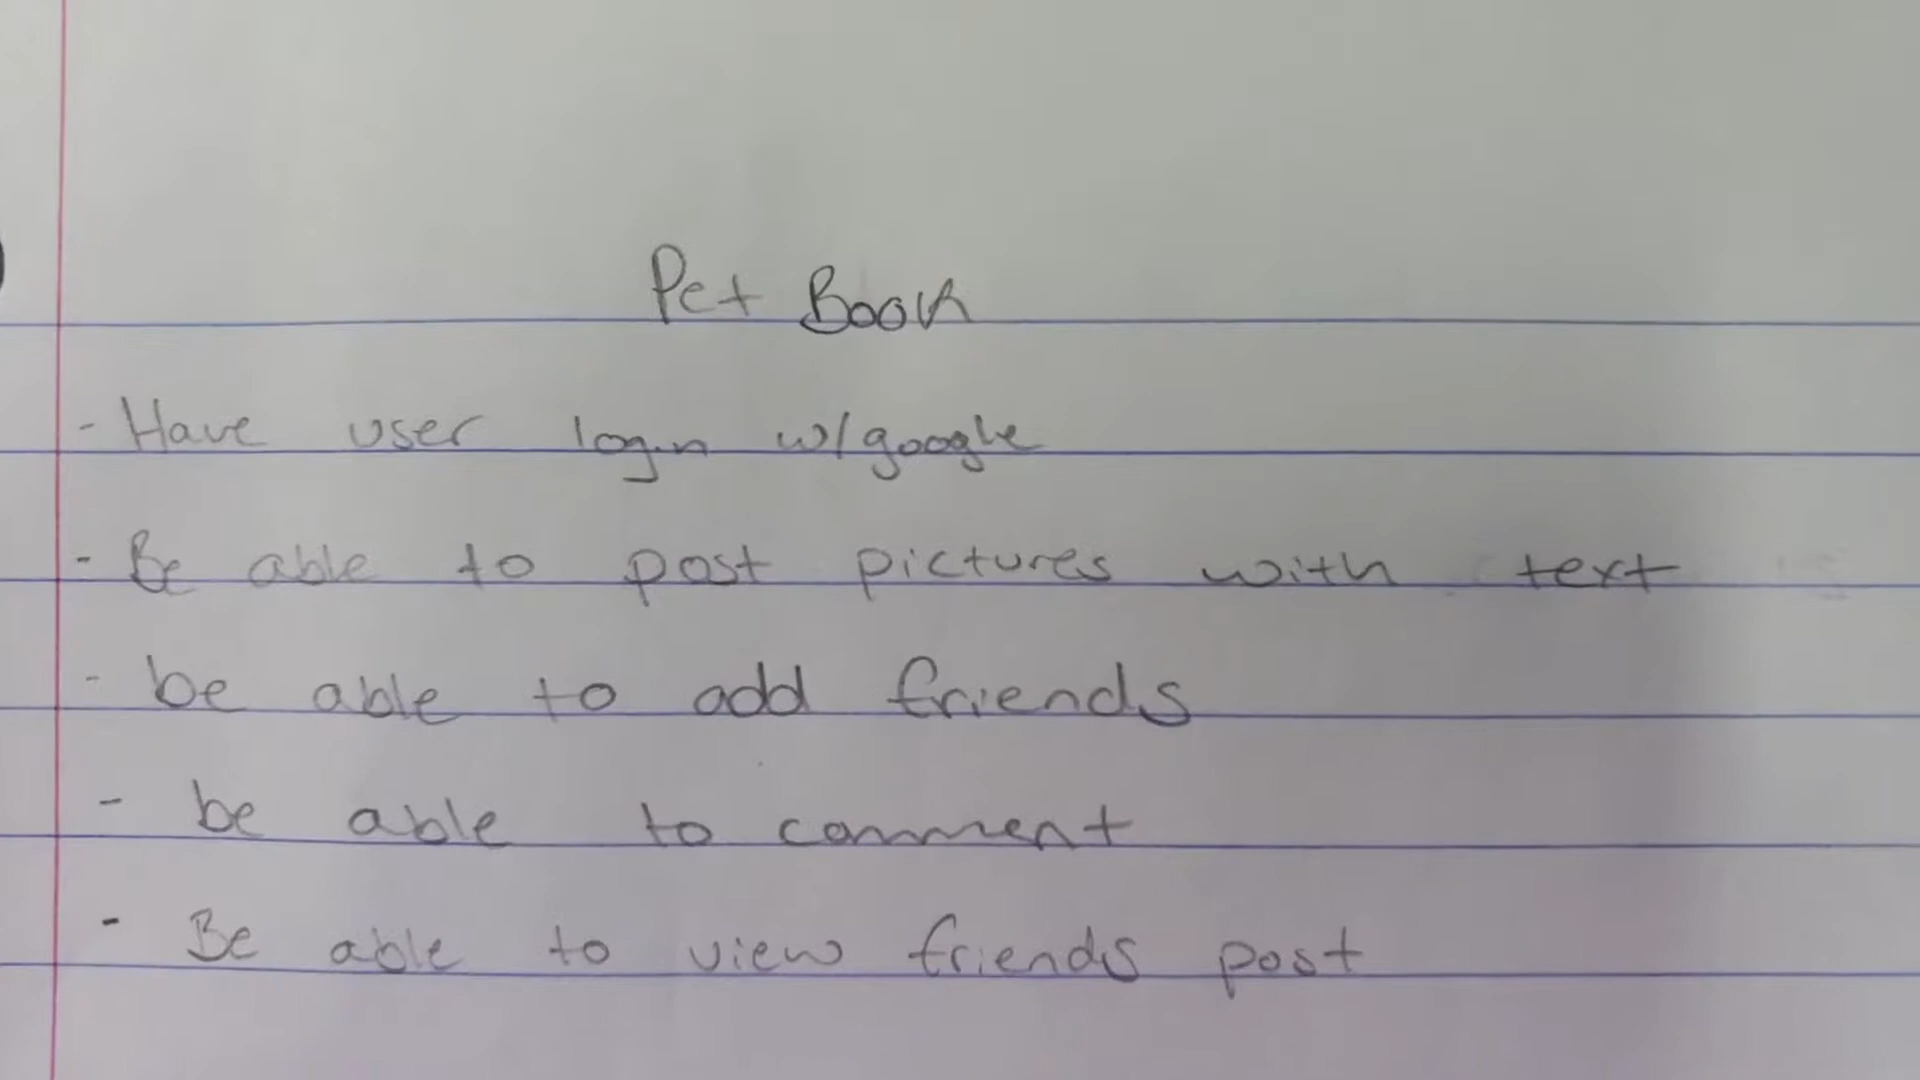 Pet Book
- Have user login w/google
- Be able to post pictures with text
- be able to add friends
- be able to comment
- Be able to view friends post